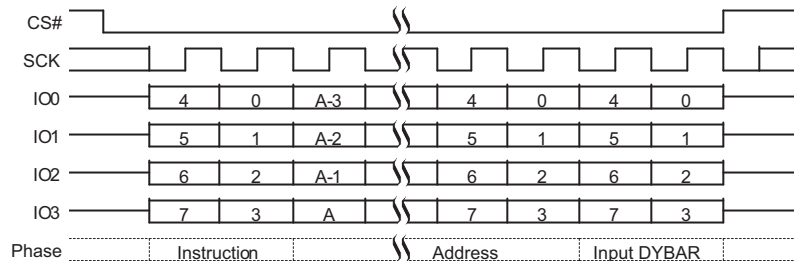 CS#
SCK
IO0 4 0 A-3 4 0 4 0
IO1 5 1 A-2 5 1 5 1
IO2 6 2 A-1 6 2 6 2
IO3 7 3 A 7 3 7 3
Phase Instruction Address Input DYBAR